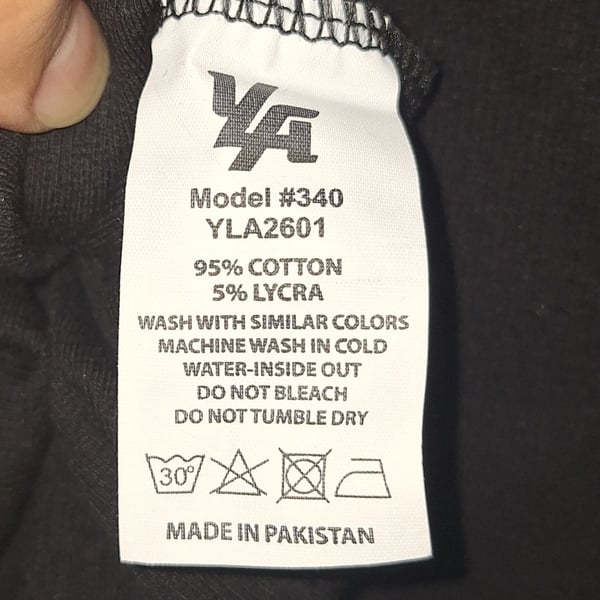 YLA
Model #340
YLA2601
95% COTTON
5% LYCRA
WASH WITH SIMILAR COLORS
MACHINE WASH IN COLD
WATER-INSIDE OUT
DO NOT BLEACH
DO NOT TUMBLE DRY
30°
MADE IN PAKISTAN